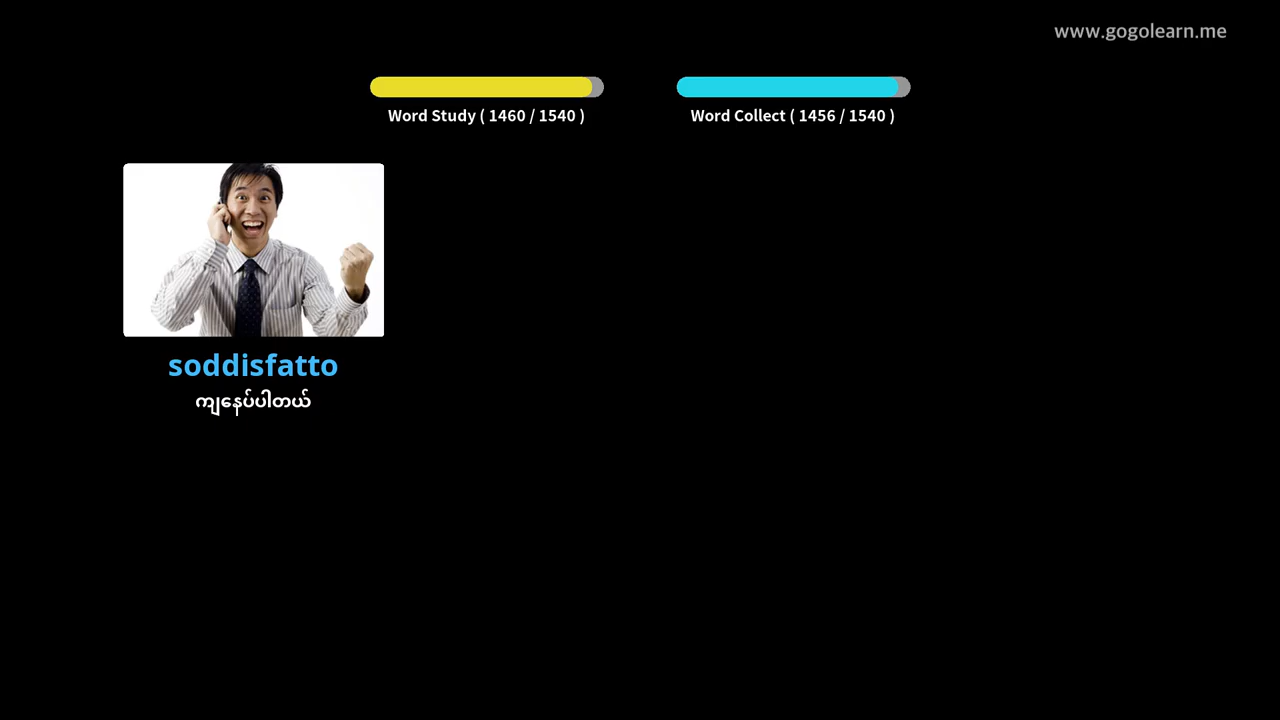 www.gogolearn.me
Word Study ( 1460 / 1540 )
Word Collect ( 1456 / 1540 )
soddisfatto
ကျနေပ်ပါတယ်